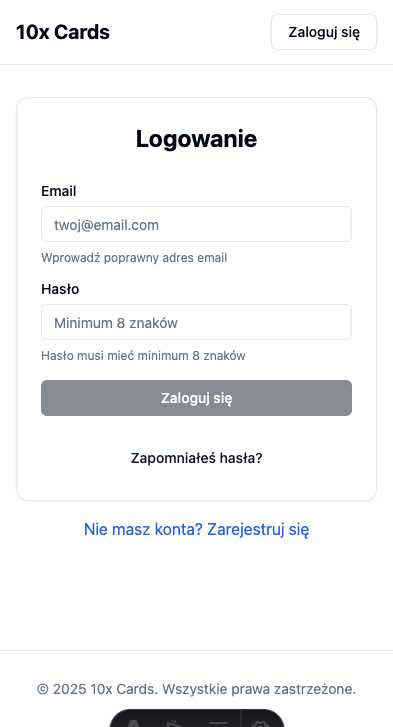 10x Cards
Zaloguj się
Logowanie
Email
twoj@email.com
Wprowadź poprawny adres email
Hasło
Minimum 8 znaków
Hasło musi mieć minimum 8 znaków
Zaloguj się
Zapomniałeś hasła?
Nie masz konta? Zarejestruj się
© 2025 10x Cards. Wszystkie prawa zastrzeżone.